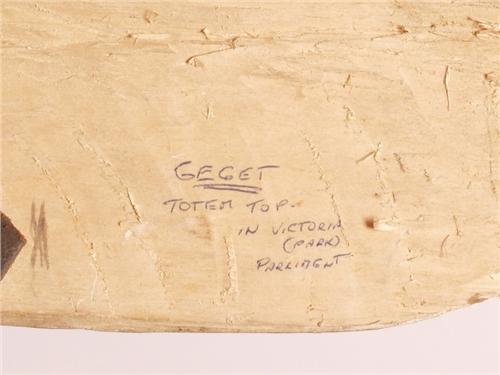 GEGET
TOTEM TOP.
IN VICTORIA
(PARK)
PARLIMENT